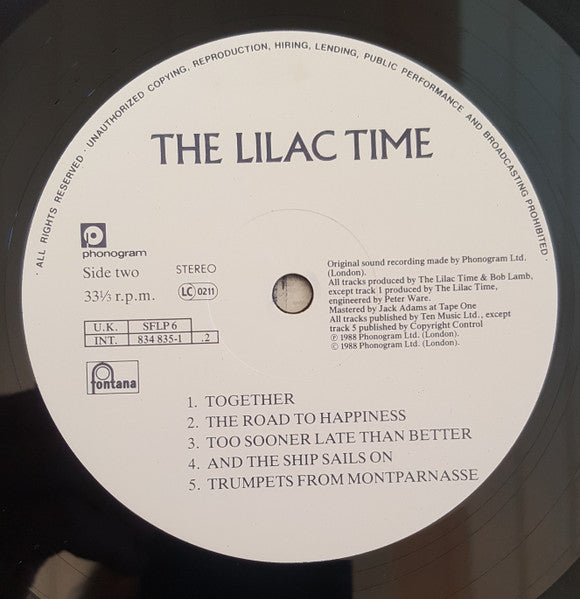 · ALL RIGHTS RESERVED · UNAUTHORIZED COPYING, REPRODUCTION, HIRING, LENDING, PUBLIC PERFORMANCE AND BROADCASTING PROHIBITED ·
THE LILAC TIME
phonogram
Side two
STEREO
33⅓ r.p.m.
LC 0211
U.K. SFLP 6
INT. 834 835-1 .2
fontana
Original sound recording made by Phonogram Ltd.
(London).
All tracks produced by The Lilac Time & Bob Lamb,
except track 1 produced by The Lilac Time,
engineered by Peter Ware.
Mastered by Jack Adams at Tape One
All tracks published by Ten Music Ltd., except
track 5 published by Copyright Control
℗ 1988 Phonogram Ltd. (London).
© 1988 Phonogram Ltd. (London).
1. TOGETHER
2. THE ROAD TO HAPPINESS
3. TOO SOONER LATE THAN BETTER
4. AND THE SHIP SAILS ON
5. TRUMPETS FROM MONTPARNASSE